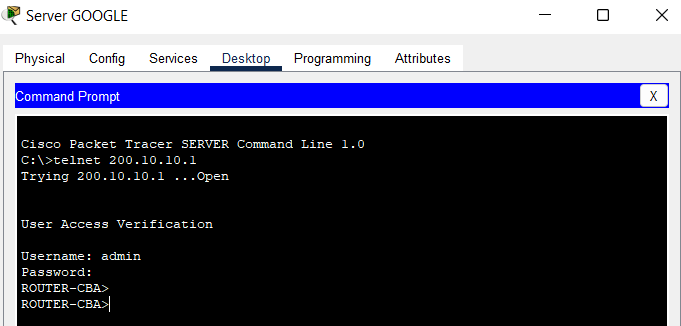 Server GOOGLE
Physical Config Services Desktop Programming Attributes
Command Prompt
X
Cisco Packet Tracer SERVER Command Line 1.0
C:\>telnet 200.10.10.1
Trying 200.10.10.1 ...Open
User Access Verification
Username: admin
Password:
ROUTER-CBA>
ROUTER-CBA>